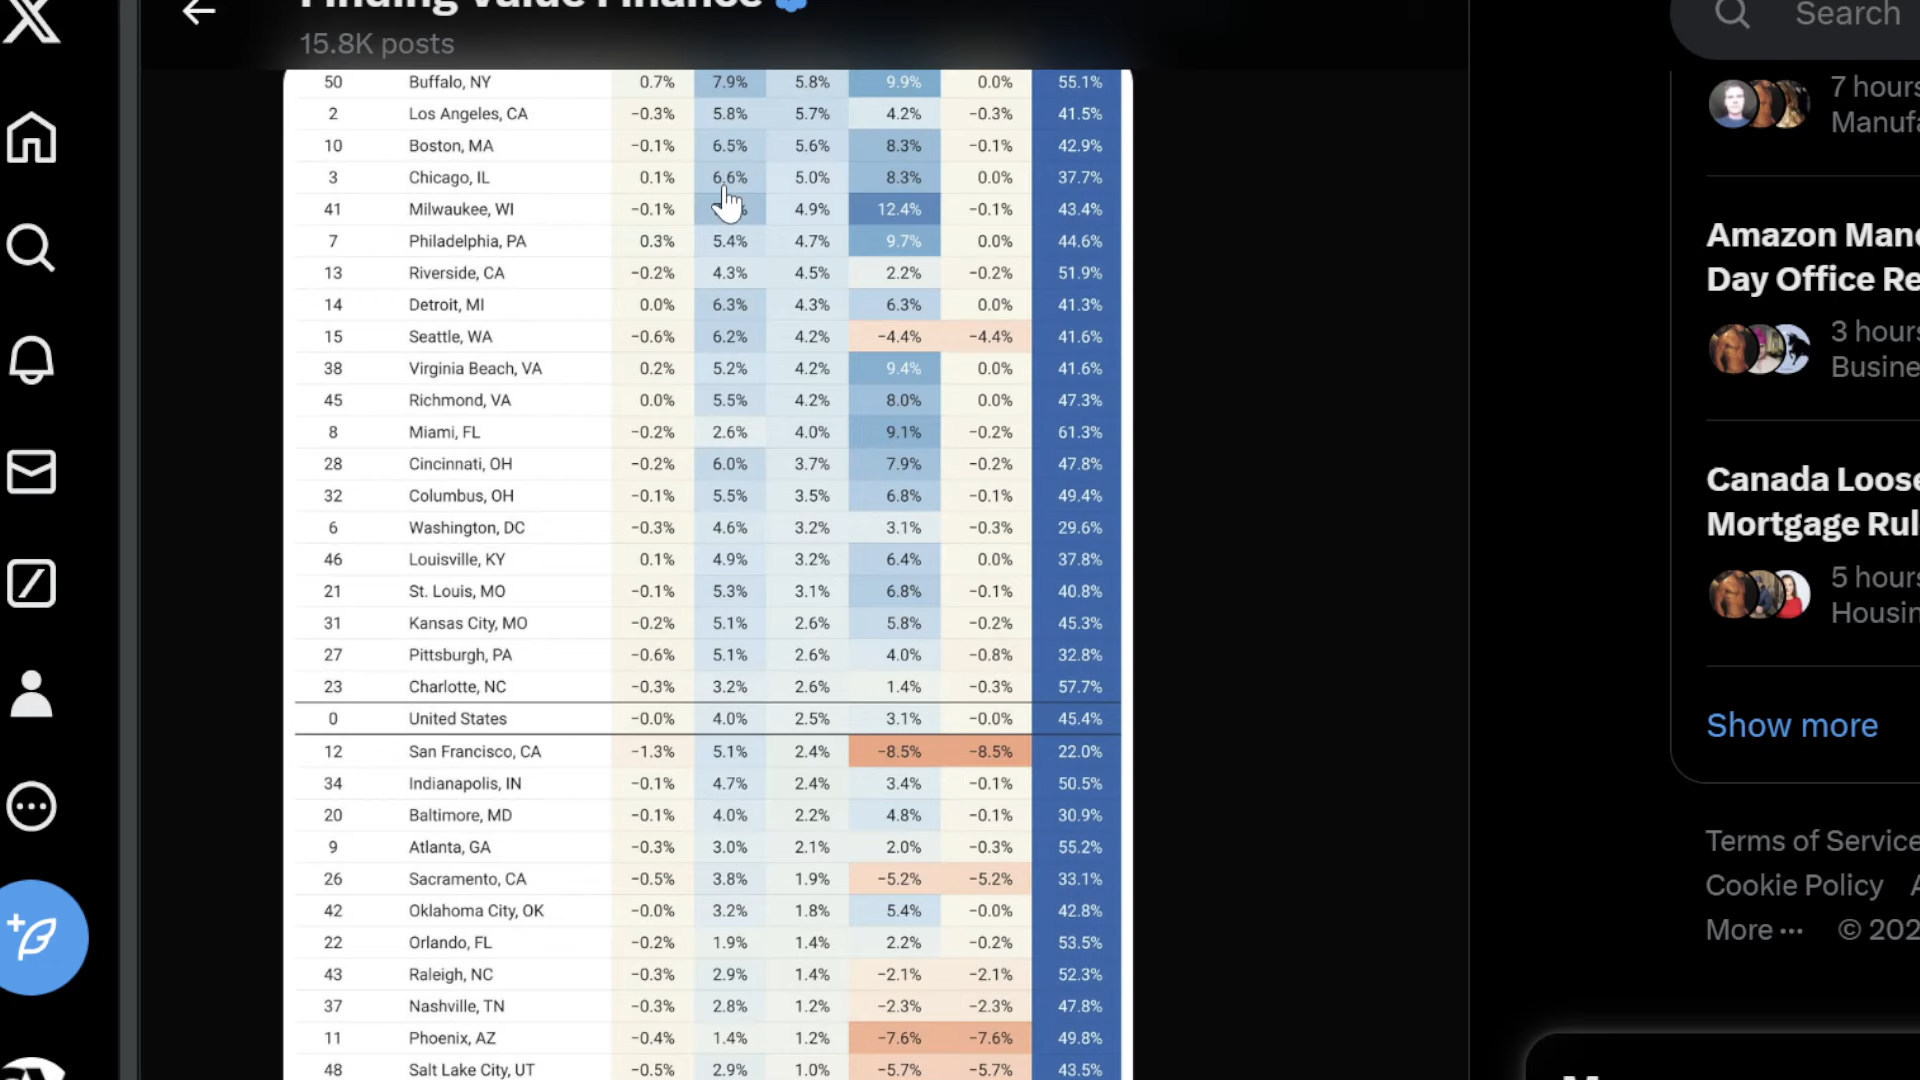 Finding Value Finance
15.8K posts
Search
50 Buffalo, NY 0.7% 7.9% 5.8% 9.9% 0.0% 55.1%
2 Los Angeles, CA −0.3% 5.8% 5.7% 4.2% −0.3% 41.5%
10 Boston, MA −0.1% 6.5% 5.6% 8.3% −0.1% 42.9%
3 Chicago, IL 0.1% 6.6% 5.0% 8.3% 0.0% 37.7%
41 Milwaukee, WI −0.1% 4.9% 12.4% −0.1% 43.4%
7 Philadelphia, PA 0.3% 5.4% 4.7% 9.7% 0.0% 44.6%
13 Riverside, CA −0.2% 4.3% 4.5% 2.2% −0.2% 51.9%
14 Detroit, MI 0.0% 6.3% 4.3% 6.3% 0.0% 41.3%
15 Seattle, WA −0.6% 6.2% 4.2% −4.4% −4.4% 41.6%
38 Virginia Beach, VA 0.2% 5.2% 4.2% 9.4% 0.0% 41.6%
45 Richmond, VA 0.0% 5.5% 4.2% 8.0% 0.0% 47.3%
8 Miami, FL −0.2% 2.6% 4.0% 9.1% −0.2% 61.3%
28 Cincinnati, OH −0.2% 6.0% 3.7% 7.9% −0.2% 47.8%
32 Columbus, OH −0.1% 5.5% 3.5% 6.8% −0.1% 49.4%
6 Washington, DC −0.3% 4.6% 3.2% 3.1% −0.3% 29.6%
46 Louisville, KY 0.1% 4.9% 3.2% 6.4% 0.0% 37.8%
21 St. Louis, MO −0.1% 5.3% 3.1% 6.8% −0.1% 40.8%
31 Kansas City, MO −0.2% 5.1% 2.6% 5.8% −0.2% 45.3%
27 Pittsburgh, PA −0.6% 5.1% 2.6% 4.0% −0.8% 32.8%
23 Charlotte, NC −0.3% 3.2% 2.6% 1.4% −0.3% 57.7%
0 United States −0.0% 4.0% 2.5% 3.1% −0.0% 45.4%
12 San Francisco, CA −1.3% 5.1% 2.4% −8.5% −8.5% 22.0%
34 Indianapolis, IN −0.1% 4.7% 2.4% 3.4% −0.1% 50.5%
20 Baltimore, MD −0.1% 4.0% 2.2% 4.8% −0.1% 30.9%
9 Atlanta, GA −0.3% 3.0% 2.1% 2.0% −0.3% 55.2%
26 Sacramento, CA −0.5% 3.8% 1.9% −5.2% −5.2% 33.1%
42 Oklahoma City, OK −0.0% 3.2% 1.8% 5.4% −0.0% 42.8%
22 Orlando, FL −0.2% 1.9% 1.4% 2.2% −0.2% 53.5%
43 Raleigh, NC −0.3% 2.9% 1.4% −2.1% −2.1% 52.3%
37 Nashville, TN −0.3% 2.8% 1.2% −2.3% −2.3% 47.8%
11 Phoenix, AZ −0.4% 1.4% 1.2% −7.6% −7.6% 49.8%
48 Salt Lake City, UT −0.5% 2.9% 1.0% −5.7% −5.7% 43.5%
7 hours
Manufa
Amazon Man
Day Office Re
3 hours
Busine
Canada Loose
Mortgage Rul
5 hours
Housin
Show more
Terms of Service
Cookie Policy A
More ··· © 202